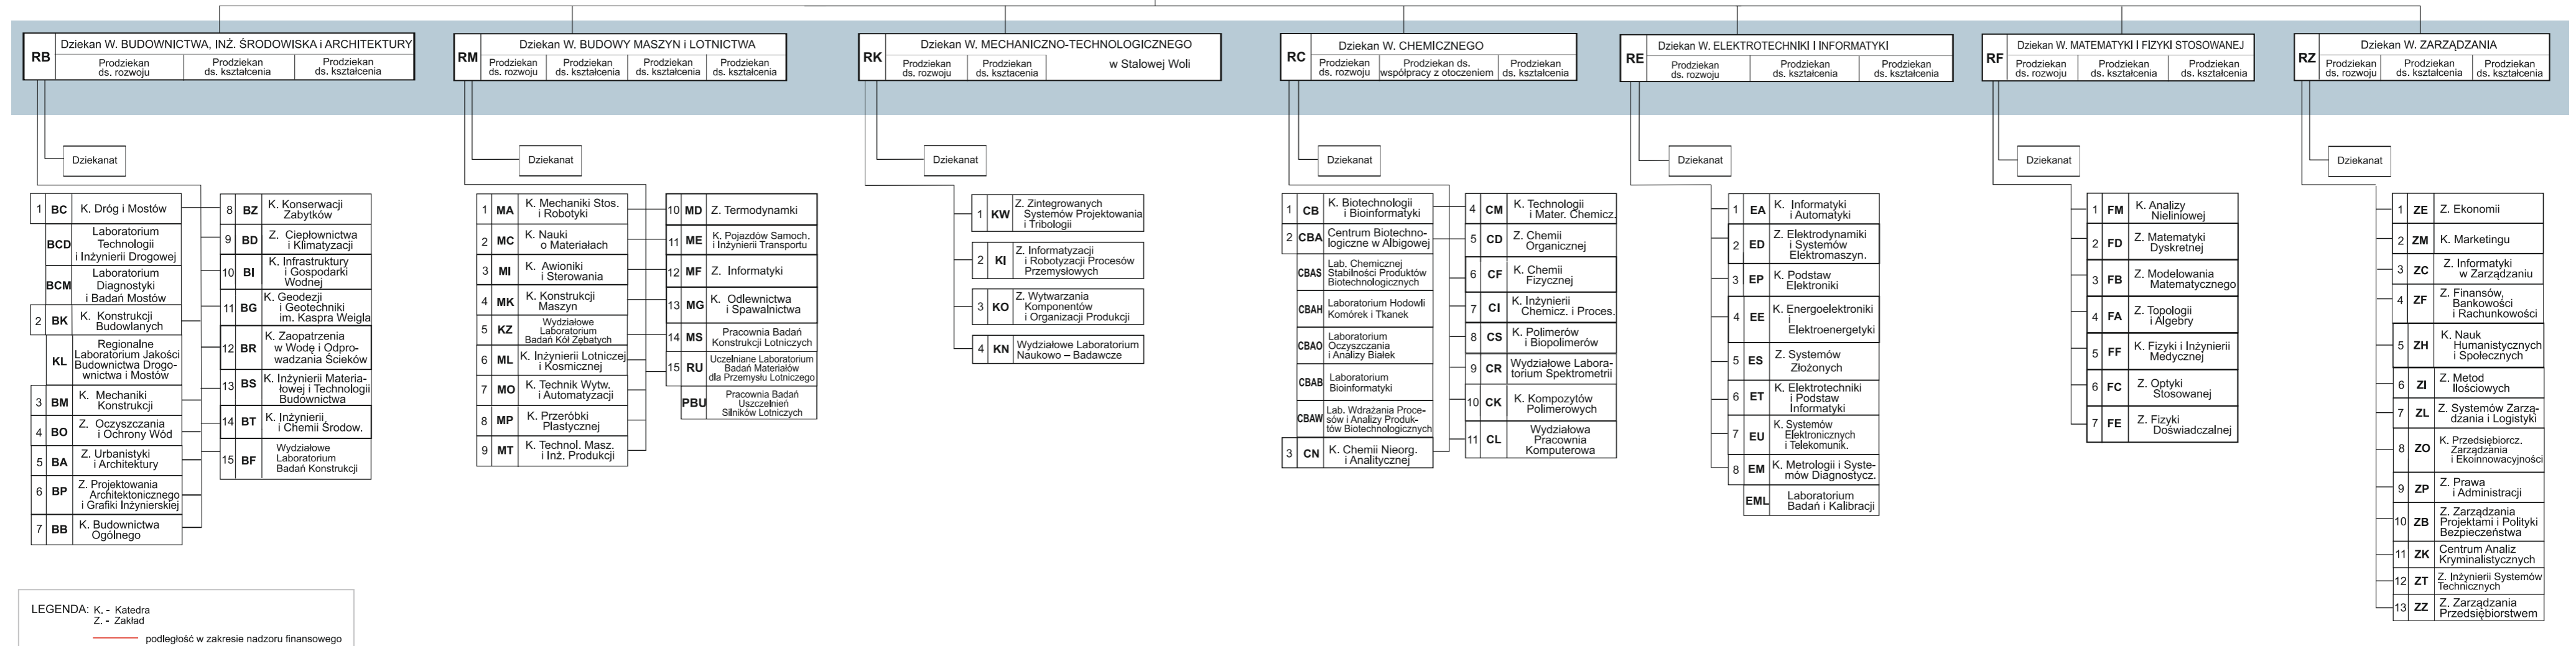 RB
Dziekan W. BUDOWNICTWA, INŻ. ŚRODOWISKA i ARCHITEKTURY
Prodziekan
ds. rozwoju
Prodziekan
ds. kształcenia
Prodziekan
ds. kształcenia
Dziekanat
1 BC K. Dróg i Mostów
BCD Laboratorium
Technologii
i Inżynierii Drogowej
BCM Laboratorium
Diagnostyki
i Badań Mostów
2 BK K. Konstrukcji
Budowlanych
KL Regionalne
Laboratorium Jakości
Budownictwa Drogo-
wnictwa i Mostów
3 BM K. Mechaniki
Konstrukcji
4 BO Z. Oczyszczania
i Ochrony Wód
5 BA Z. Urbanistyki
i Architektury
6 BP Z. Projektowania
Architektonicznego
i Grafiki Inżynierskiej
7 BB K. Budownictwa
Ogólnego
8 BZ K. Konserwacji
Zabytków
9 BD Z. Ciepłownictwa
i Klimatyzacji
10 BI K. Infrastruktury
i Gospodarki
Wodnej
11 BG K. Geodezji
i Geotechniki
im. Kaspra Weigla
12 BR K. Zaopatrzenia
w Wodę i Odpro-
wadzania Ścieków
13 BS K. Inżynierii Materia-
łowej i Technologii
Budownictwa
14 BT K. Inżynierii
i Chemii Środow.
15 BF Wydziałowe
Laboratorium
Badań Konstrukcji
RM
Dziekan W. BUDOWY MASZYN i LOTNICTWA
Prodziekan
ds. rozwoju
Prodziekan
ds. kształcenia
Prodziekan
ds. kształcenia
Prodziekan
ds. kształcenia
Dziekanat
1 MA K. Mechaniki Stos.
i Robotyki
2 MC K. Nauki
o Materiałach
3 MI K. Awioniki
i Sterowania
4 MK K. Konstrukcji
Maszyn
5 KZ Wydziałowe
Laboratorium
Badań Kół Zębatych
6 ML K. Inżynierii Lotniczej
i Kosmicznej
7 MO K. Technik Wytw.
i Automatyzacji
8 MP K. Przeróbki
Plastycznej
9 MT K. Technol. Masz.
i Inż. Produkcji
10 MD Z. Termodynamki
11 ME K. Pojazdów Samoch.
i Inżynierii Transportu
12 MF Z. Informatyki
13 MG K. Odlewnictwa
i Spawalnictwa
14 MS Pracownia Badań
Konstrukcji Lotniczych
15 RU Uczelniane Laboratorium
Badań Materiałów
dla Przemysłu Lotniczego
PBU Pracownia Badań
Uszczelnień
Silników Lotniczych
RK
Dziekan W. MECHANICZNO-TECHNOLOGICZNEGO
w Stalowej Woli
Prodziekan
ds. rozwoju
Prodziekan
ds. kształcenia
Dziekanat
1 KW Z. Zintegrowanych
Systemów Projektowania
i Tribologii
2 KI Z. Informatyzacji
i Robotyzacji Procesów
Przemysłowych
3 KO Z. Wytwarzania
Komponentów
i Organizacji Produkcji
4 KN Wydziałowe Laboratorium
Naukowo – Badawcze
RC
Dziekan W. CHEMICZNEGO
Prodziekan
ds. rozwoju
Prodziekan ds.
współpracy z otoczeniem
Prodziekan
ds. kształcenia
Dziekanat
1 CB K. Biotechnologii
i Bioinformatyki
2 CBA Centrum Biotechno-
logiczne w Albigowej
CBAS Lab. Chemicznej
Stabilności Produktów
Biotechnologicznych
CBAH Laboratorium Hodowli
Komórek i Tkanek
CBAO Laboratorium
Oczyszczania
i Analizy Białek
CBAB Laboratorium
Bioinformatyki
CBAW Lab. Wdrażania Proce-
sów i Analizy Produk-
tów Biotechnologicznych
3 CN K. Chemii Nieorg.
i Analitycznej
4 CM K. Technologii
i Mater. Chemicz.
5 CD Z. Chemii
Organicznej
6 CF K. Chemii
Fizycznej
7 CI K. Inżynierii
Chemicz. i Proces.
8 CS K. Polimerów
i Biopolimerów
9 CR Wydziałowe Labora-
torium Spektrometrii
10 CK K. Kompozytów
Polimerowych
11 CL Wydziałowa
Pracownia
Komputerowa
RE
Dziekan W. ELEKTROTECHNIKI I INFORMATYKI
Prodziekan
ds. rozwoju
Prodziekan
ds. kształcenia
Prodziekan
ds. kształcenia
Dziekanat
1 EA K. Informatyki
i Automatyki
2 ED Z. Elektrodynamiki
i Systemów
Elektromaszyn.
3 EP K. Podstaw
Elektroniki
4 EE K. Energoelektroniki
i
Elektroenergetyki
5 ES Z. Systemów
Złożonych
6 ET K. Elektrotechniki
i Podstaw
Informatyki
7 EU K. Systemów
Elektronicznych
i Telekomunik.
8 EM K. Metrologii i Syste-
mów Diagnostycz.
EML Laboratorium
Badań i Kalibracji
RF
Dziekan W. MATEMATYKI I FIZYKI STOSOWANEJ
Prodziekan
ds. rozwoju
Prodziekan
ds. kształcenia
Prodziekan
ds. kształcenia
Dziekanat
1 FM K. Analizy
Nieliniowej
2 FD Z. Matematyki
Dyskretnej
3 FB Z. Modelowania
Matematycznego
4 FA Z. Topologii
i Algebry
5 FF K. Fizyki i Inżynierii
Medycznej
6 FC Z. Optyki
Stosowanej
7 FE Z. Fizyki
Doświadczalnej
RZ
Dziekan W. ZARZĄDZANIA
Prodziekan
ds. rozwoju
Prodziekan
ds. kształcenia
Prodziekan
ds. kształcenia
Dziekanat
1 ZE Z. Ekonomii
2 ZM K. Marketingu
3 ZC Z. Informatyki
w Zarządzaniu
4 ZF Z. Finansów,
Bankowości
i Rachunkowości
5 ZH K. Nauk
Humanistycznych
i Społecznych
6 ZI Z. Metod
Ilościowych
7 ZL Z. Systemów Zarzą-
dzania i Logistyki
8 ZO K. Przedsiębiorcz.
Zarządzania
i Ekoinnowacyjności
9 ZP Z. Prawa
i Administracji
10 ZB Z. Zarządzania
Projektami i Polityki
Bezpieczeństwa
11 ZK Centrum Analiz
Kryminalistycznych
12 ZT Z. Inżynierii Systemów
Technicznych
13 ZZ Z. Zarządzania
Przedsiębiorstwem
LEGENDA: K. - Katedra
Z. - Zakład
podległość w zakresie nadzoru finansowego